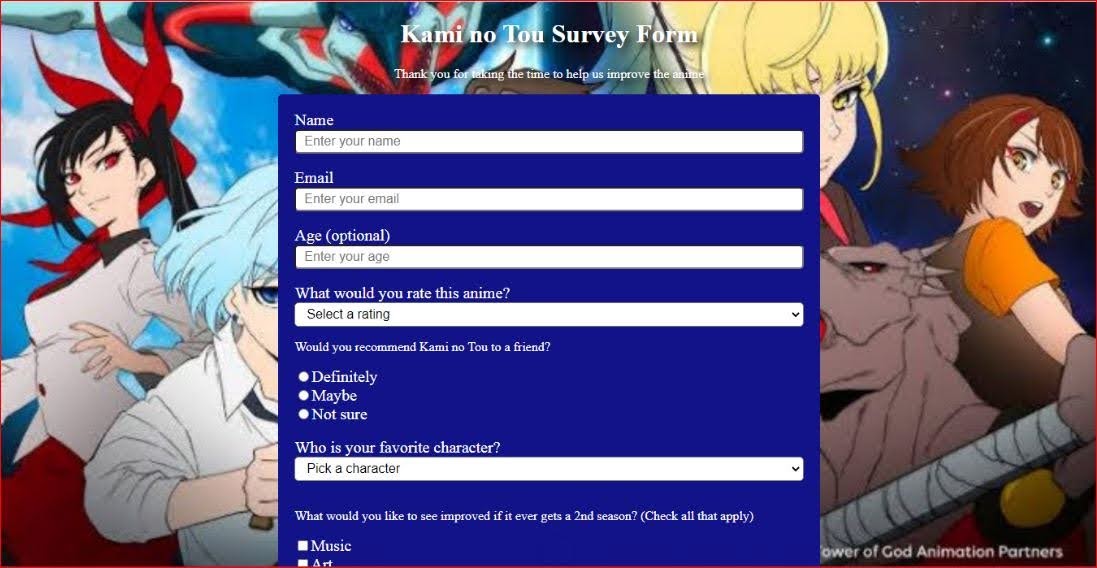 Kami no Tou Survey Form
Thank you for taking the time to help us improve the anime
Name
Enter your name
Email
Enter your email
Age (optional)
Enter your age
What would you rate this anime?
Select a rating
Would you recommend Kami no Tou to a friend?
Definitely
Maybe
Not sure
Who is your favorite character?
Pick a character
What would you like to see improved if it ever gets a 2nd season? (Check all that apply)
Music
Art
ower of God Animation Partners